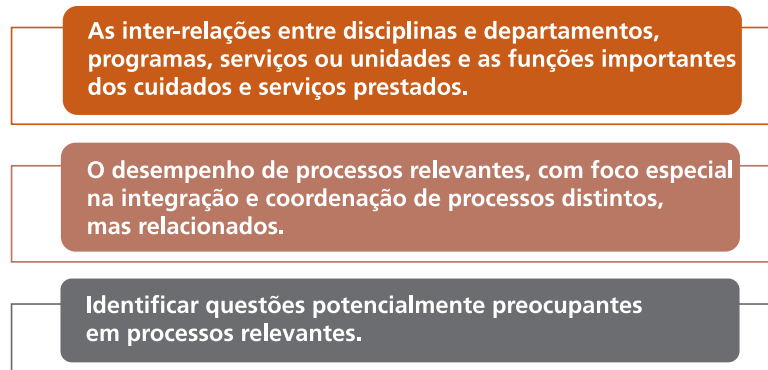 As inter-relações entre disciplinas e departamentos,
programas, serviços ou unidades e as funções importantes
dos cuidados e serviços prestados.
O desempenho de processos relevantes, com foco especial
na integração e coordenação de processos distintos,
mas relacionados.
Identificar questões potencialmente preocupantes
em processos relevantes.